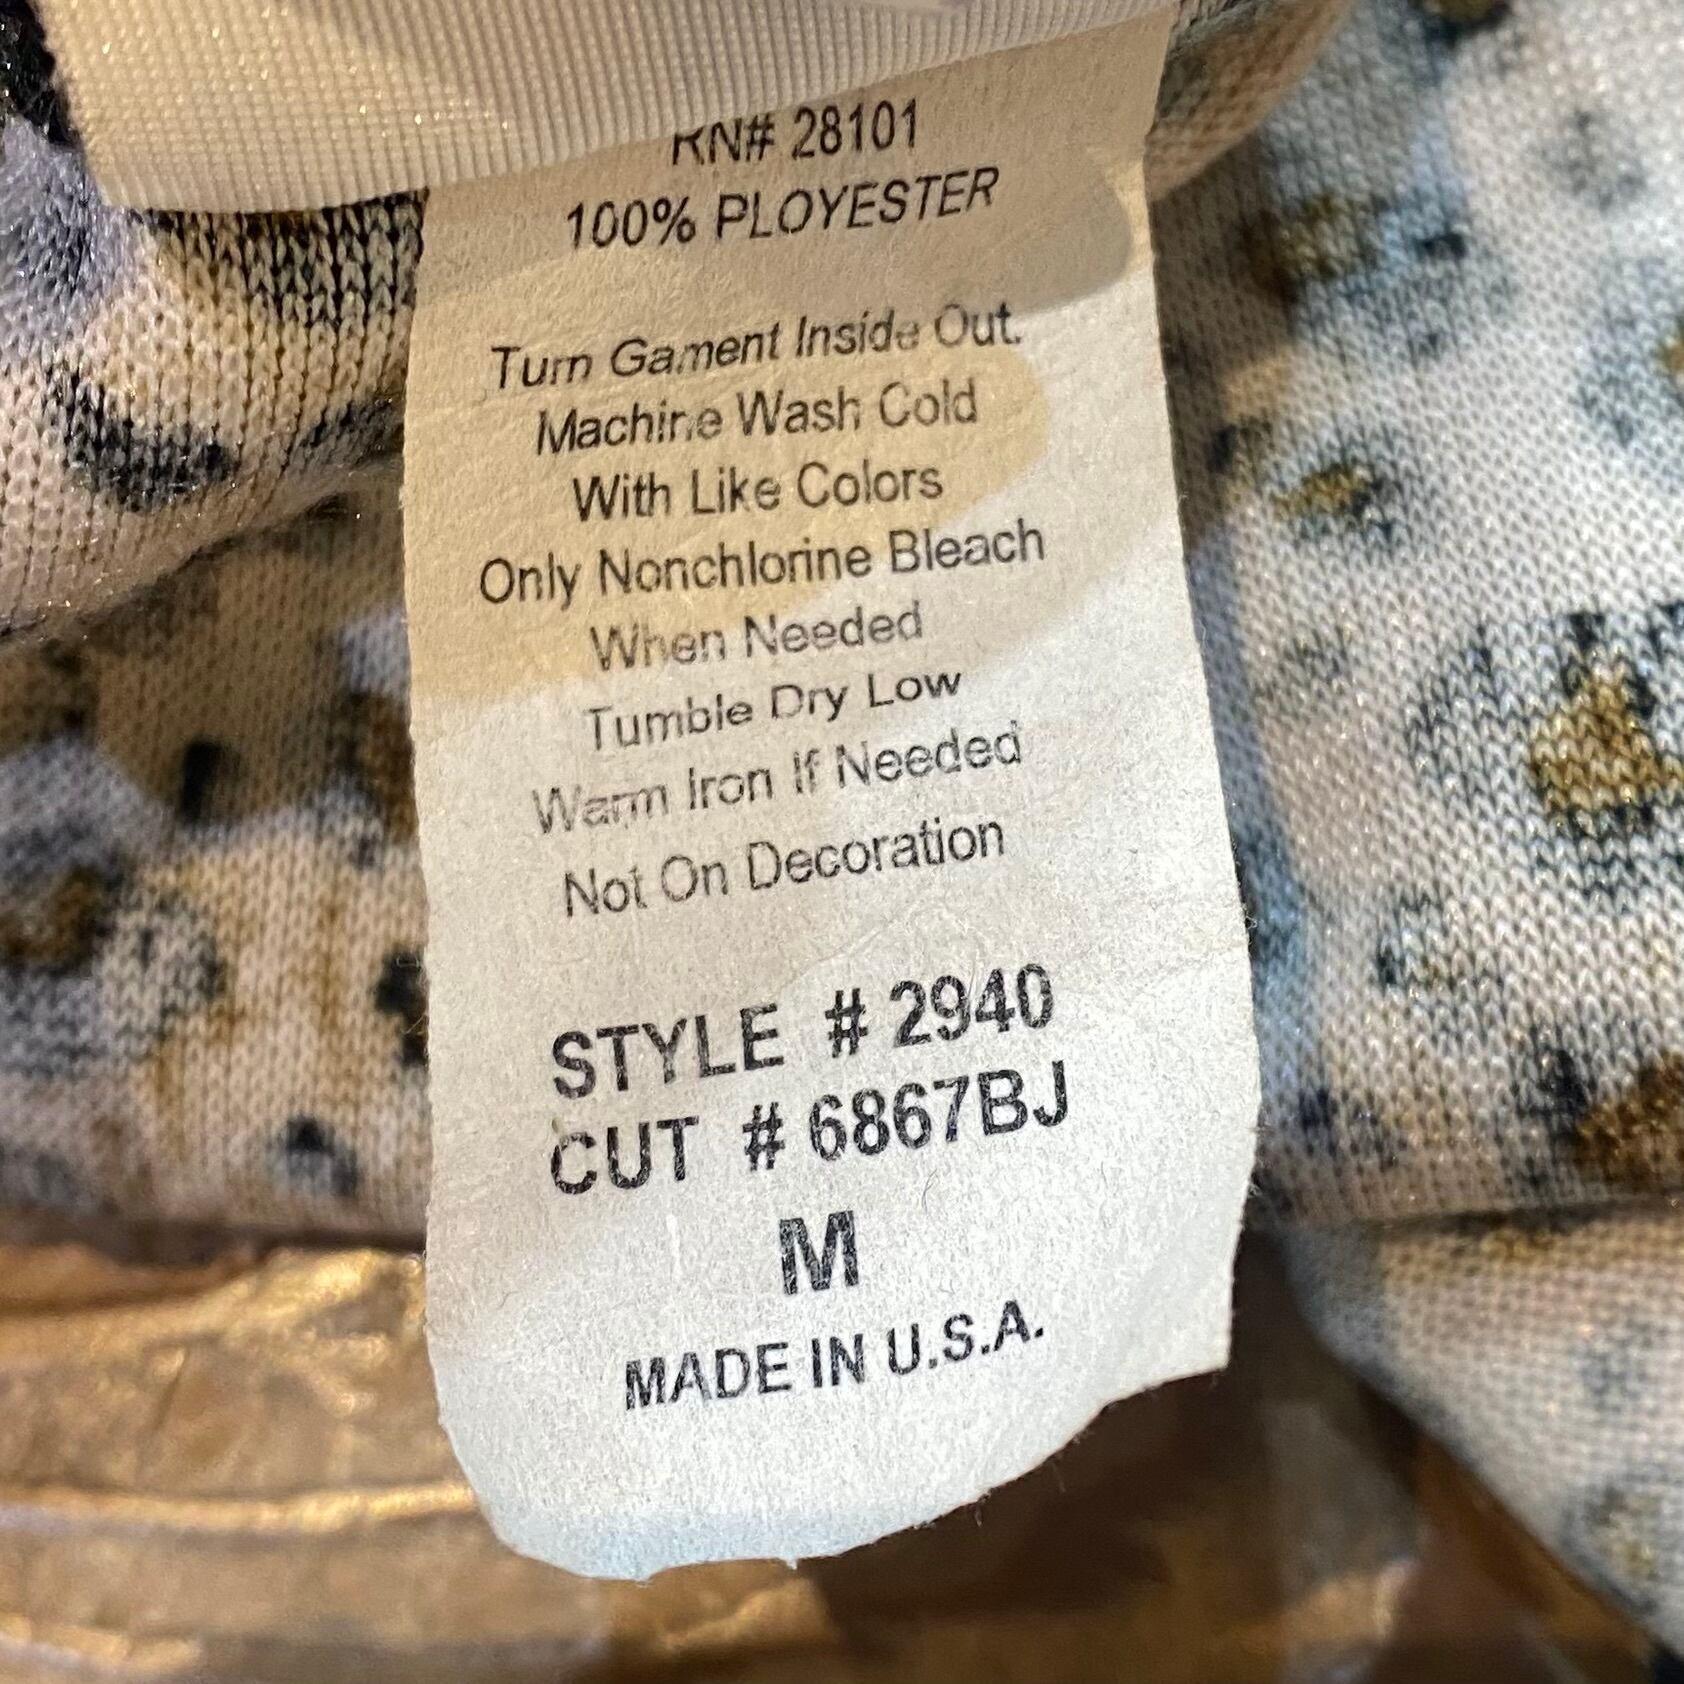 RN# 28101
100% PLOYESTER
Turn Gament Inside Out.
Machine Wash Cold
With Like Colors
Only Nonchlorine Bleach
When Needed
Tumble Dry Low
Warm Iron If Needed
Not On Decoration
STYLE # 2940
CUT # 6867BJ
M
MADE IN U.S.A.